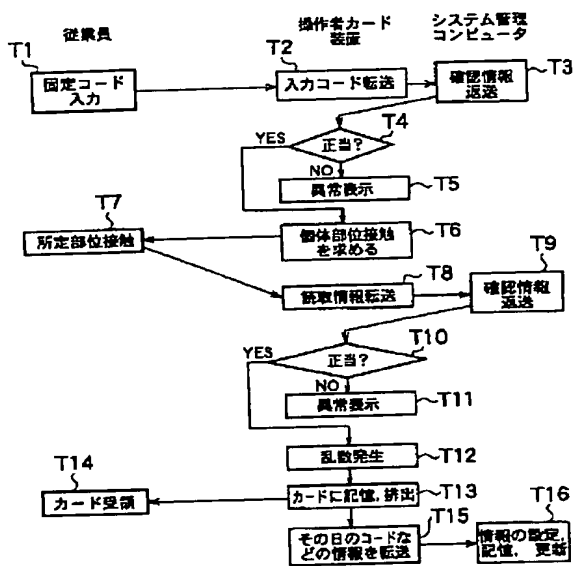 従業員
操作者カード
装置
システム管理
コンピュータ
T1
固定コード
入力
T2
入力コード転送
T3
確認情報
返送
T4
正当?
YES
NO
T5
異常表示
T6
個体部位接触
を求める
T7
所定部位接触
T8
読取情報転送
T9
確認情報
返送
T10
正当?
YES
NO
T11
異常表示
T12
乱数発生
T13
カードに記憶，排出
T14
カード受領
T15
その日のコードな
どの情報を転送
T16
情報の設定，
記憶， 更新